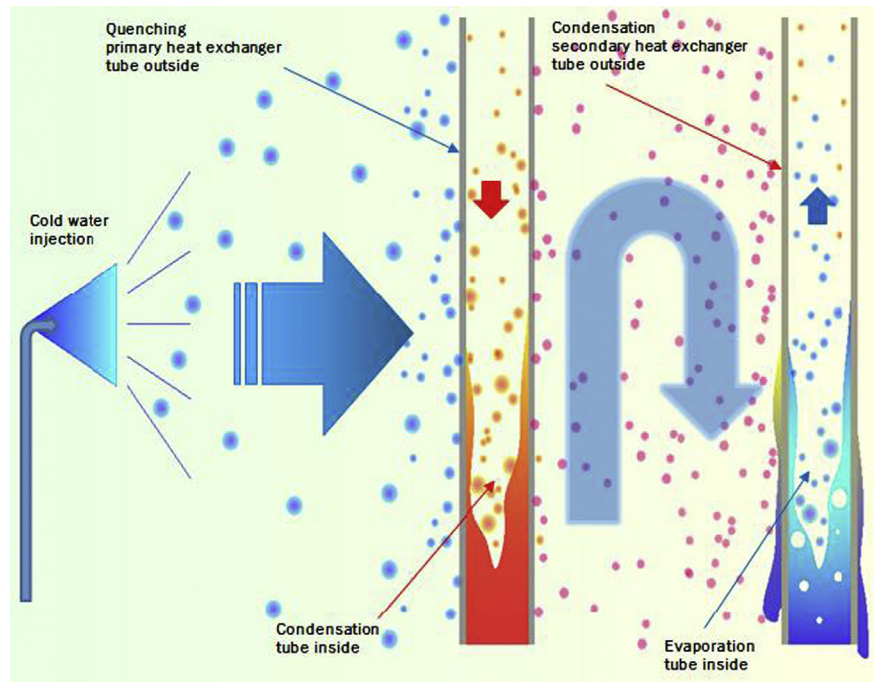 Quenching
primary heat exchanger
tube outside
Condensation
secondary heat exchanger
tube outside
Cold water
injection
Condensation
tube inside
Evaporation
tube inside